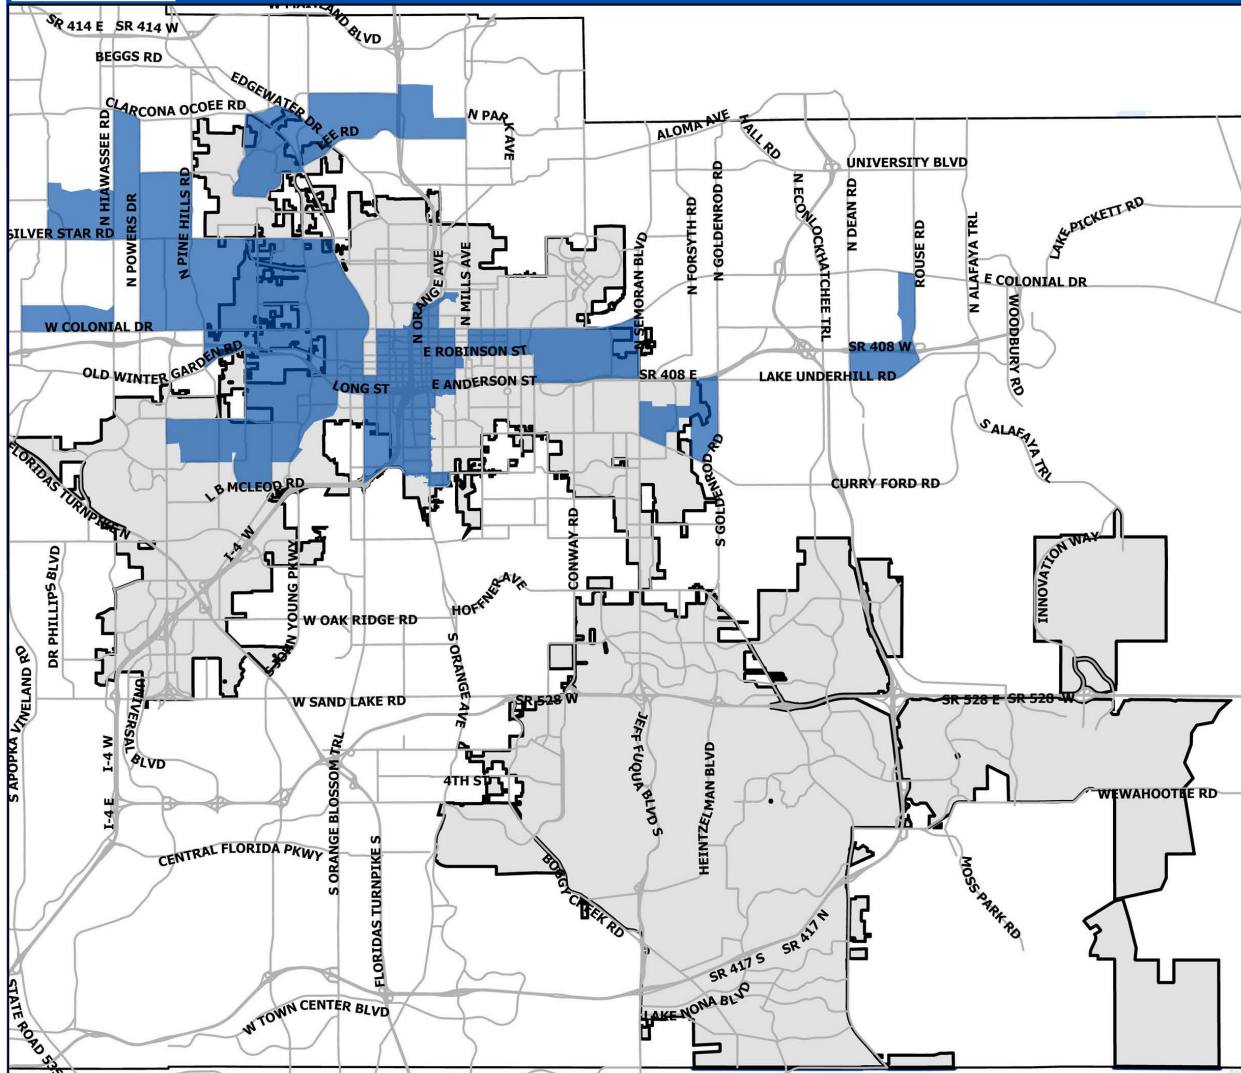 W MAITLAND BLVD
SR 414 E
SR 414 W
BEGGS RD
EDGEWATER DR
CLARCONA OCOEE RD
LEE RD
N PARK AVE
ALOMA AVE
HALL RD
UNIVERSITY BLVD
N HIAWASSEE RD
N POWERS DR
N PINE HILLS RD
SILVER STAR RD
N ORANGE AVE
N MILLS AVE
SEMORAN BLVD
N FORSYTH RD
N GOLDENROD RD
N ECONLOCKHATCHEE TRL
N DEAN RD
ROUSE RD
N ALAFAYA TRL
LAKE PICKETT RD
E COLONIAL DR
WOODBURY RD
W COLONIAL DR
E ROBINSON ST
SR 408 W
OLD WINTER GARDEN RD
LONG ST
E ANDERSON ST
SR 408 E
LAKE UNDERHILL RD
S ALAFAYA TRL
FLORIDAS TURNPIKE N
L B MCLEOD RD
CURRY FORD RD
S GOLDENROD RD
I-4 W
CONWAY RD
DR PHILLIPS BLVD
S JOHN YOUNG PKWY
HOFFNER AVE
INNOVATION WAY
W OAK RIDGE RD
S APOPKA VINELAND RD
UNIVERSAL BLVD
S ORANGE AVE
W SAND LAKE RD
SR 528 W
SR 528 E
SR 528 W
I-4 W
S ORANGE BLOSSOM TRL
JEFF FUQUA BLVD S
HEINTZELMAN BLVD
4TH ST
WEWAHOOTEE RD
I-4 E
CENTRAL FLORIDA PKWY
FLORIDAS TURNPIKE S
BOGGY CREEK RD
MOSS PARK RD
SR 417 N
SR 417 S
LAKE NONA BLVD
W TOWN CENTER BLVD
STATE ROAD 535